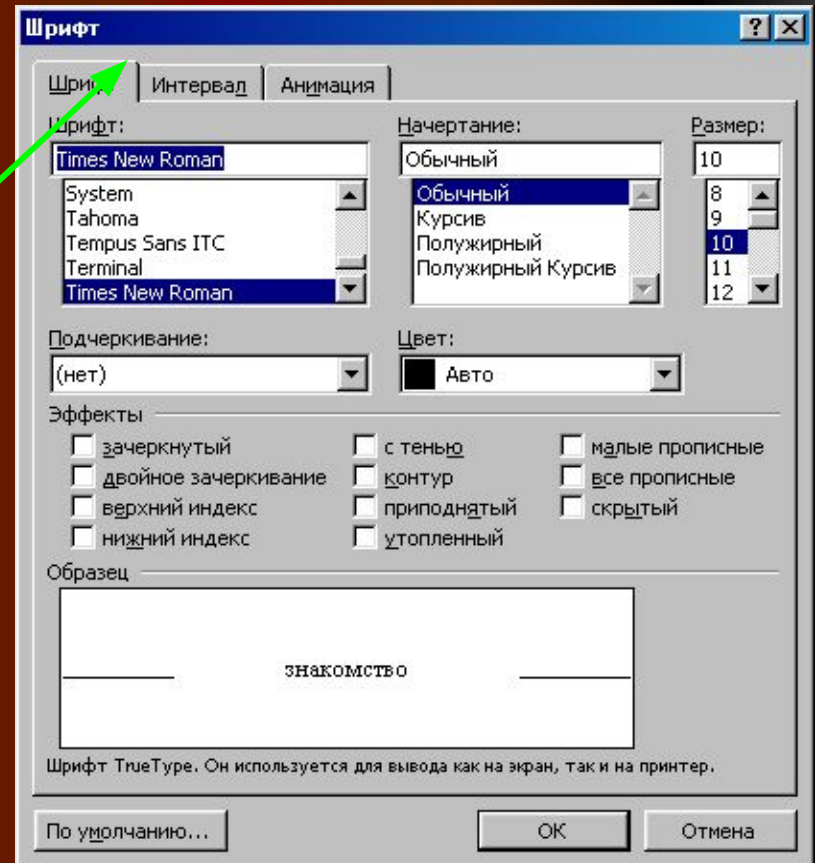 Шрифт
Шрифт Интервал Анимация
Шрифт: Начертание: Размер:
Times New Roman Обычный 10
System Обычный 8
Tahoma Курсив 9
Tempus Sans ITC Полужирный 10
Terminal Полужирный Курсив 11
Times New Roman 12
Подчеркивание: Цвет:
(нет) Авто
Эффекты
зачеркнутый с тенью малые прописные
двойное зачеркивание контур все прописные
верхний индекс приподнятый скрытый
нижний индекс утопленный
Образец
знакомство
Шрифт TrueType. Он используется для вывода как на экран, так и на принтер.
По умолчанию... ОК Отмена